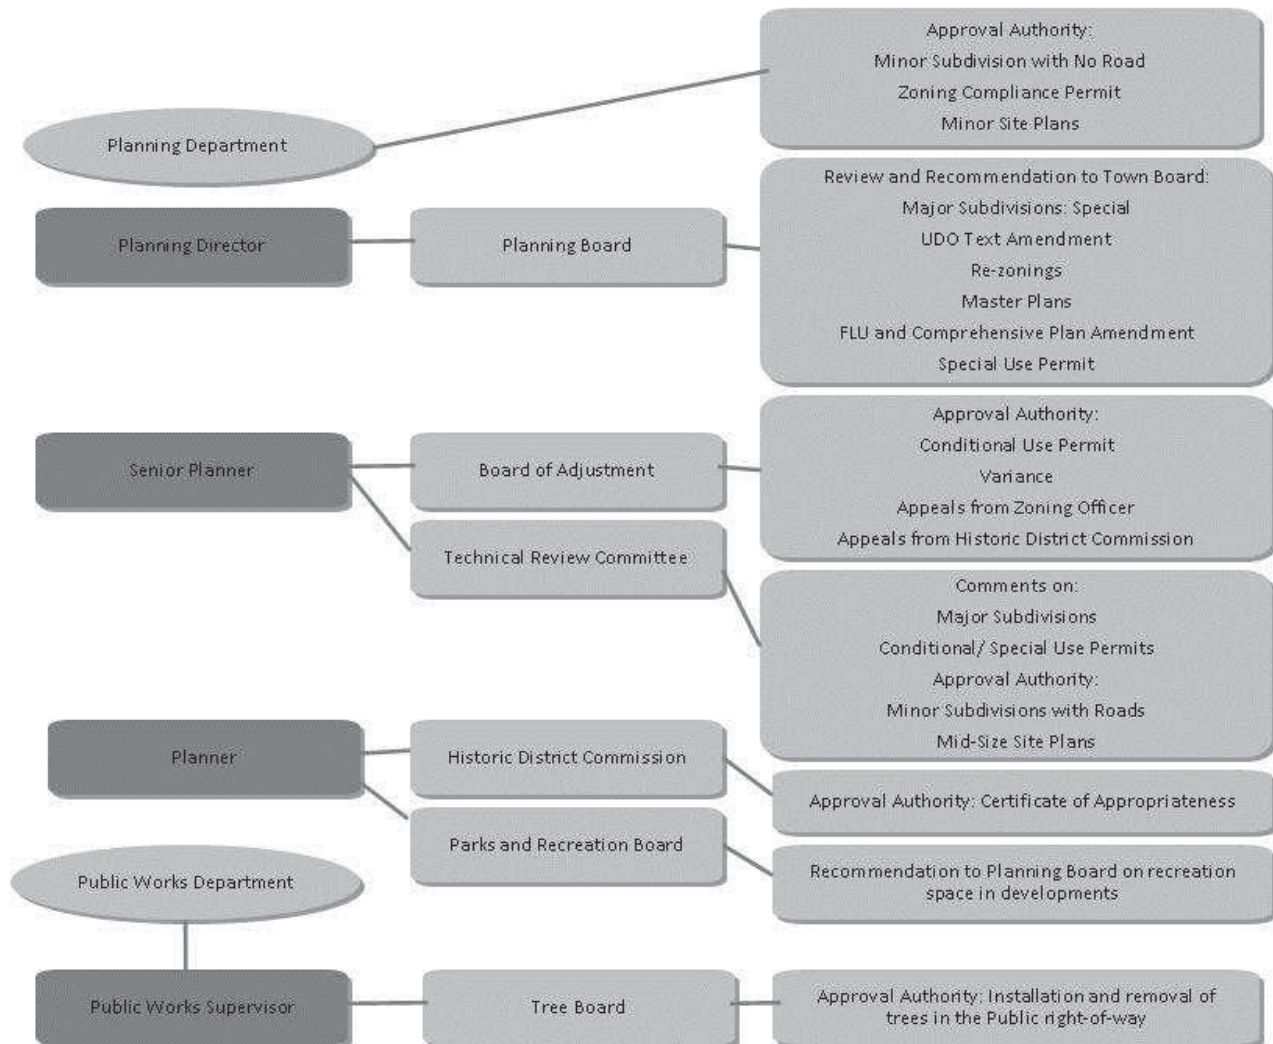 Approval Authority:
Minor Subdivision with No Road
Zoning Compliance Permit
Minor Site Plans
Planning Department
Planning Director
Planning Board
Review and Recommendation to Town Board:
Major Subdivisions: Special
UDO Text Amendment
Re-zonings
Master Plans
FLU and Comprehensive Plan Amendment
Special Use Permit
Senior Planner
Board of Adjustment
Approval Authority:
Conditional Use Permit
Variance
Appeals from Zoning Officer
Appeals from Historic District Commission
Technical Review Committee
Comments on:
Major Subdivisions
Conditional/ Special Use Permits
Approval Authority:
Minor Subdivisions with Roads
Mid-Size Site Plans
Planner
Historic District Commission
Approval Authority: Certificate of Appropriateness
Parks and Recreation Board
Recommendation to Planning Board on recreation
space in developments
Public Works Department
Public Works Supervisor
Tree Board
Approval Authority: Installation and removal of
trees in the Public right-of-way